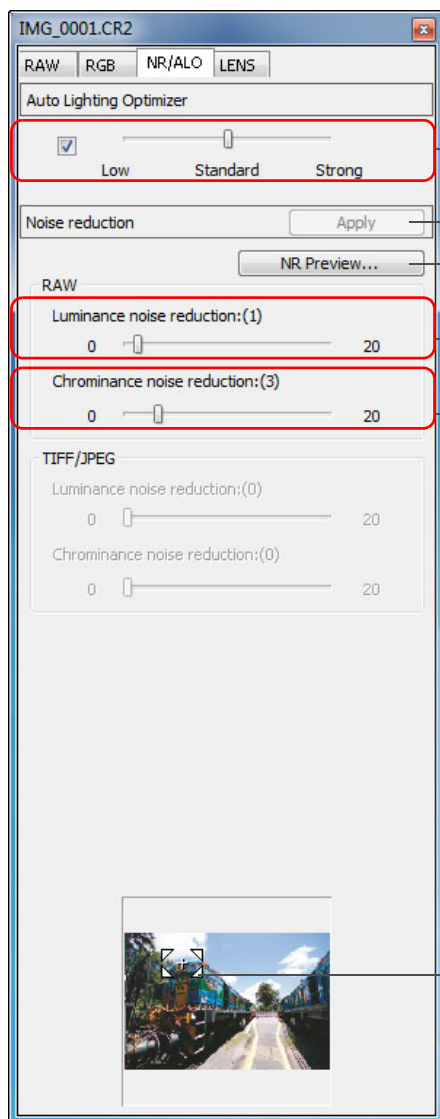 IMG_0001.CR2
RAW RGB NR/ALO LENS
Auto Lighting Optimizer
Low Standard Strong
Noise reduction Apply
NR Preview...
RAW
Luminance noise reduction:(1)
0 20
Chrominance noise reduction:(3)
0 20
TIFF/JPEG
Luminance noise reduction:(0)
0 20
Chrominance noise reduction:(0)
0 20